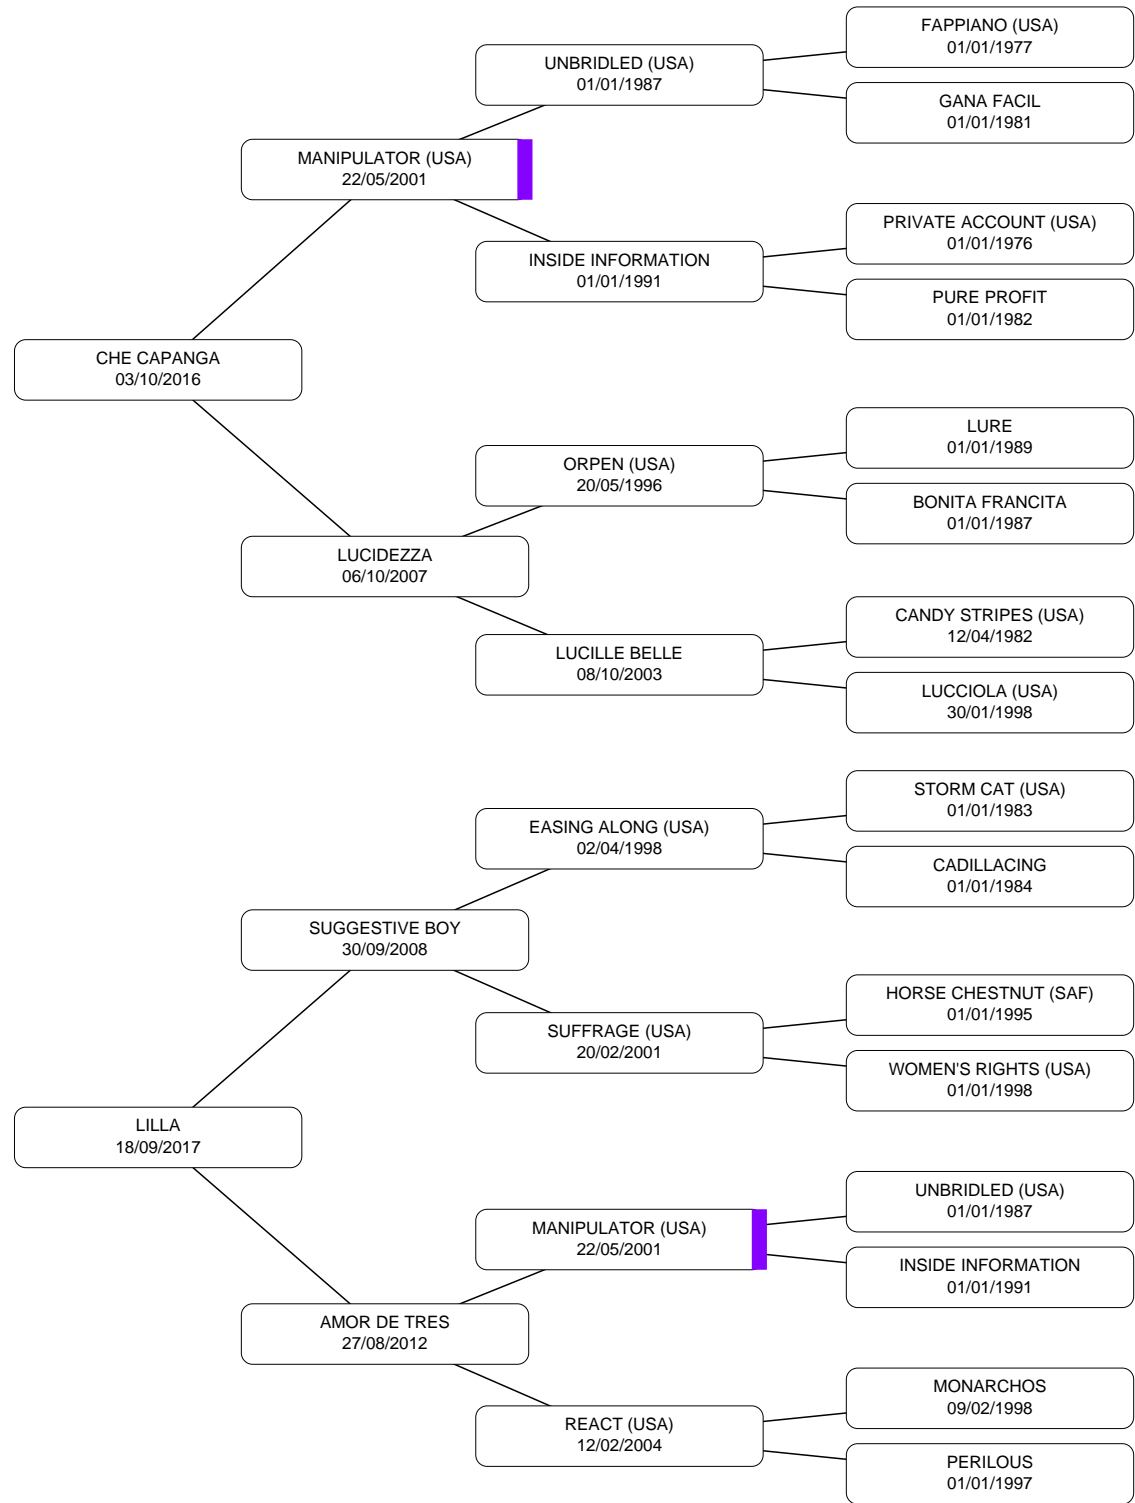 FAPPIANO (USA)
01/01/1977
UNBRIDLED (USA)
01/01/1987
GANA FACIL
01/01/1981
MANIPULATOR (USA)
22/05/2001
PRIVATE ACCOUNT (USA)
01/01/1976
INSIDE INFORMATION
01/01/1991
PURE PROFIT
01/01/1982
CHE CAPANGA
03/10/2016
LURE
01/01/1989
ORPEN (USA)
20/05/1996
BONITA FRANCITA
01/01/1987
LUCIDEZZA
06/10/2007
CANDY STRIPES (USA)
12/04/1982
LUCILLE BELLE
08/10/2003
LUCCIOLA (USA)
30/01/1998
STORM CAT (USA)
01/01/1983
EASING ALONG (USA)
02/04/1998
CADILLACING
01/01/1984
SUGGESTIVE BOY
30/09/2008
HORSE CHESTNUT (SAF)
01/01/1995
SUFFRAGE (USA)
20/02/2001
WOMEN'S RIGHTS (USA)
01/01/1998
LILLA
18/09/2017
UNBRIDLED (USA)
01/01/1987
MANIPULATOR (USA)
22/05/2001
INSIDE INFORMATION
01/01/1991
AMOR DE TRES
27/08/2012
MONARCHOS
09/02/1998
REACT (USA)
12/02/2004
PERILOUS
01/01/1997